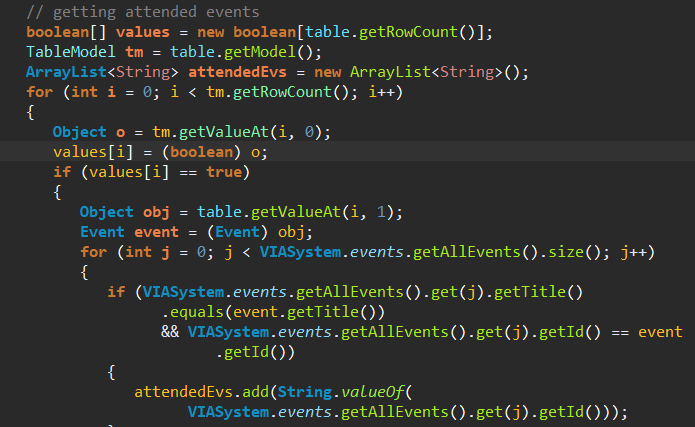 // getting attended events
boolean[] values = new boolean[table.getRowCount()];
TableModel tm = table.getModel();
ArrayList<String> attendedEvs = new ArrayList<String>();
for (int i = 0; i < tm.getRowCount(); i++)
{
Object o = tm.getValueAt(i, 0);
values[i] = (boolean) o;
if (values[i] == true)
{
Object obj = table.getValueAt(i, 1);
Event event = (Event) obj;
for (int j = 0; j < VIASystem.events.getAllEvents().size(); j++)
{
if (VIASystem.events.getAllEvents().get(j).getTitle()
.equals(event.getTitle())
&& VIASystem.events.getAllEvents().get(j).getId() == event
.getId())
{
attendedEvs.add(String.valueOf(
VIASystem.events.getAllEvents().get(j).getId()));